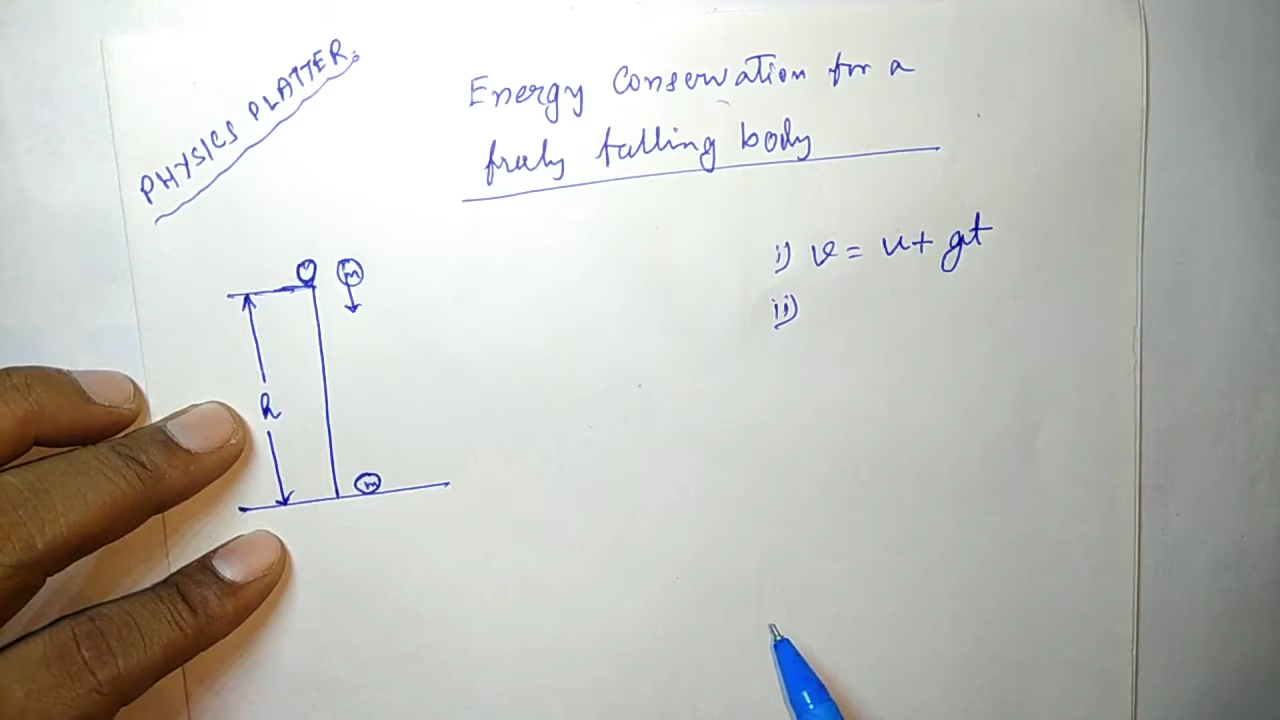 PHYSICS PLATTER.
Energy Conservation for a
freely falling body
i) v = u + gt
ii)
m
h
m